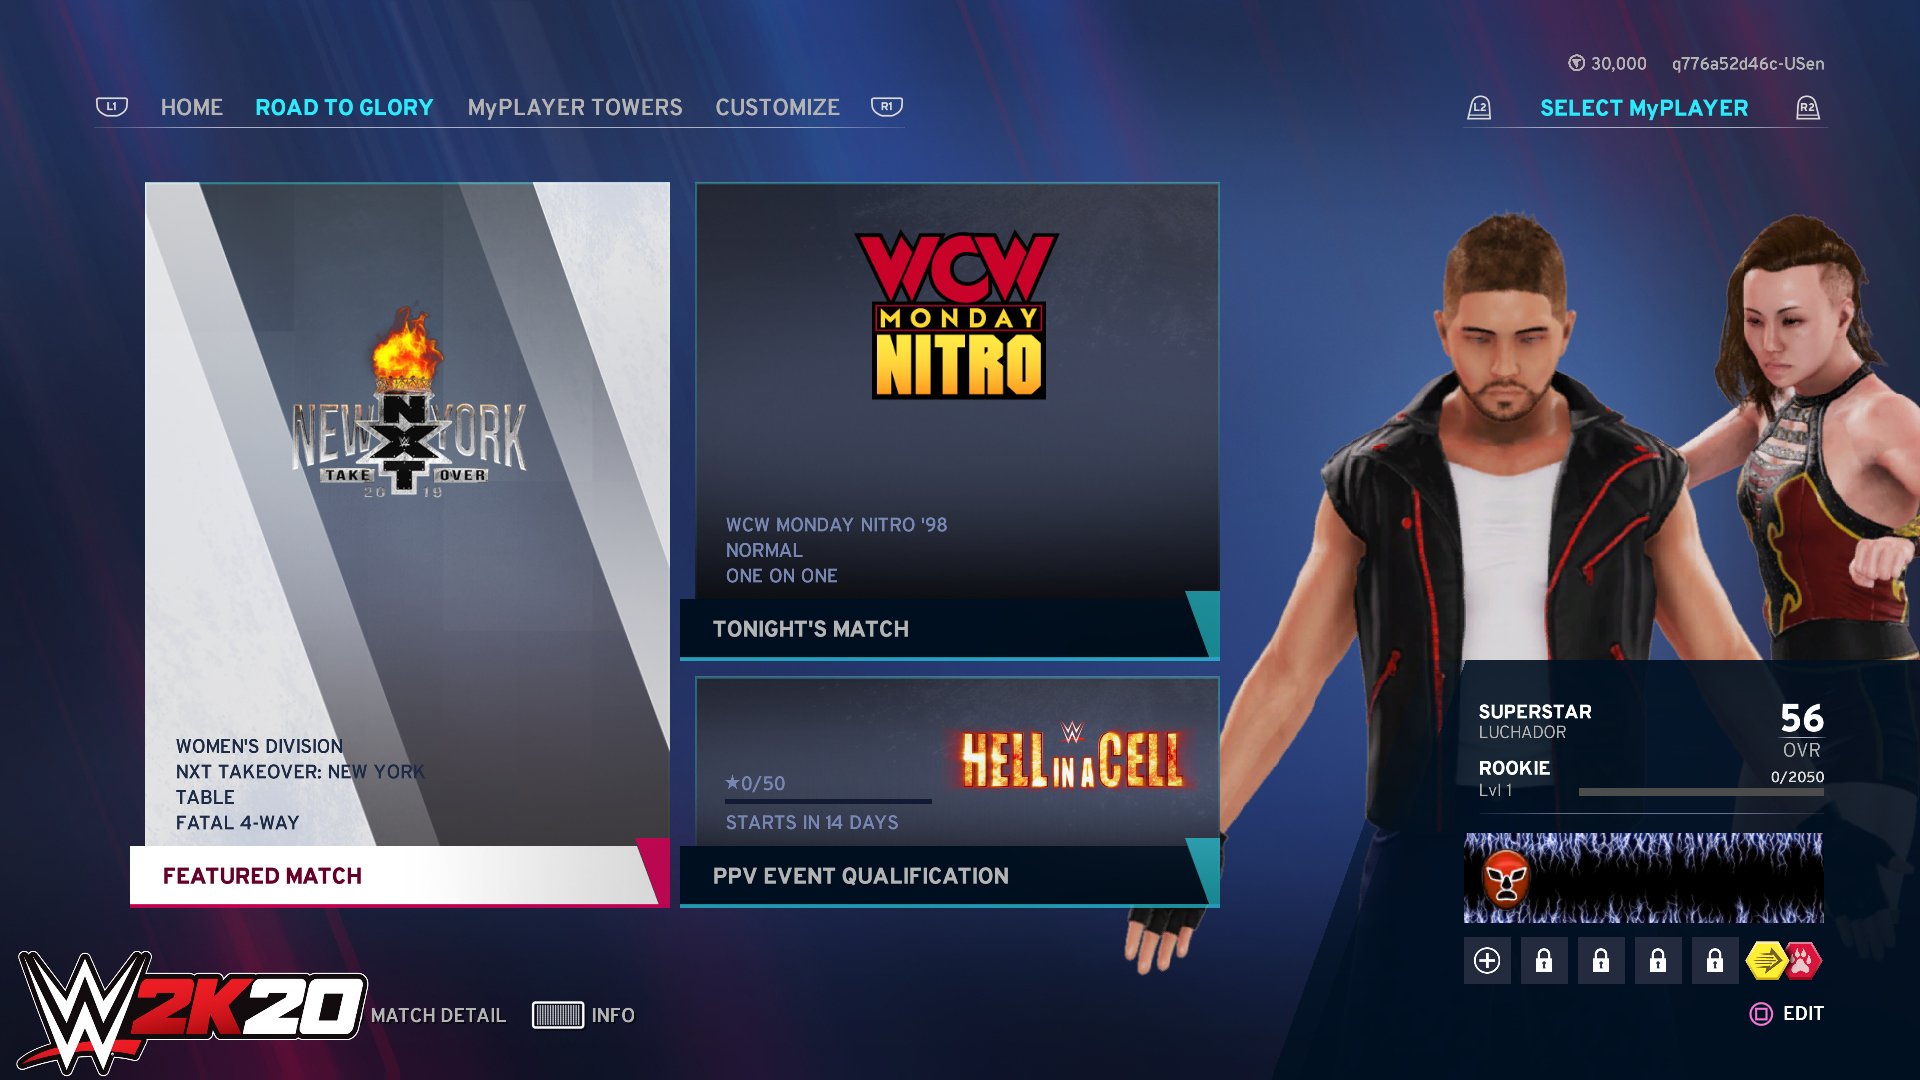 30,000 q776a52d46c-USen
L1 HOME ROAD TO GLORY MyPLAYER TOWERS CUSTOMIZE R1
L2 SELECT MyPLAYER R2
NEW YORK
NXT
TAKE OVER
2019
WOMEN'S DIVISION
NXT TAKEOVER: NEW YORK
TABLE
FATAL 4-WAY
FEATURED MATCH
WCW
MONDAY
NITRO
WCW MONDAY NITRO '98
NORMAL
ONE ON ONE
TONIGHT'S MATCH
W
HELL IN A CELL
0/50
STARTS IN 14 DAYS
PPV EVENT QUALIFICATION
SUPERSTAR
LUCHADOR
56
OVR
ROOKIE
Lvl 1
0/2050
EDIT
W2K20
MATCH DETAIL INFO